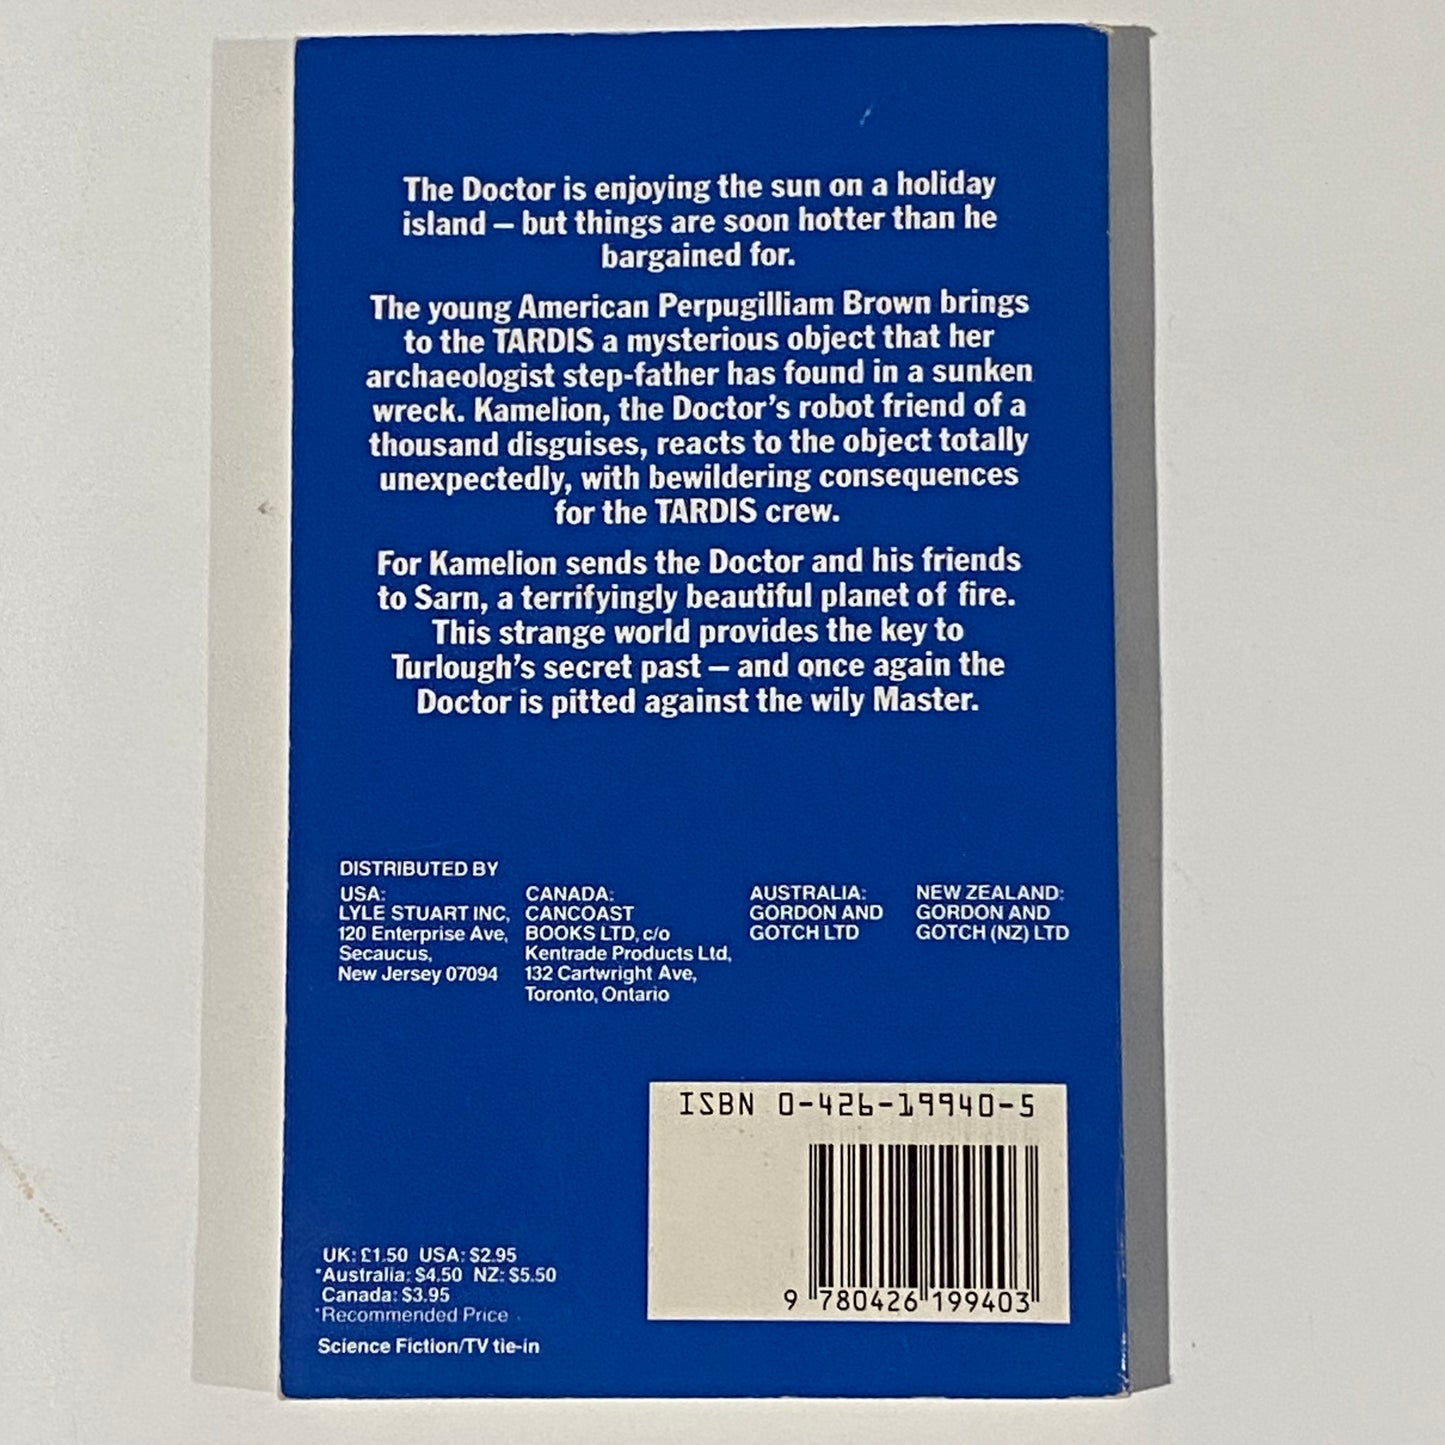 The Doctor is enjoying the sun on a holiday
island – but things are soon hotter than he
bargained for.
The young American Perpugilliam Brown brings
to the TARDIS a mysterious object that her
archaeologist step-father has found in a sunken
wreck. Kamelion, the Doctor's robot friend of a
thousand disguises, reacts to the object totally
unexpectedly, with bewildering consequences
for the TARDIS crew.
For Kamelion sends the Doctor and his friends
to Sarn, a terrifyingly beautiful planet of fire.
This strange world provides the key to
Turlough's secret past – and once again the
Doctor is pitted against the wily Master.
DISTRIBUTED BY
USA:
LYLE STUART INC,
120 Enterprise Ave,
Secaucus,
New Jersey 07094
CANADA:
CANCOAST
BOOKS LTD, c/o
Kentrade Products Ltd,
132 Cartwright Ave,
Toronto, Ontario
AUSTRALIA:
GORDON AND
GOTCH LTD
NEW ZEALAND:
GORDON AND
GOTCH (NZ) LTD
ISBN 0-426-19940-5
9 780426 199403
UK: £1.50 USA: $2.95
*Australia: $4.50 NZ: $5.50
Canada: $3.95
*Recommended Price
Science Fiction/TV tie-in